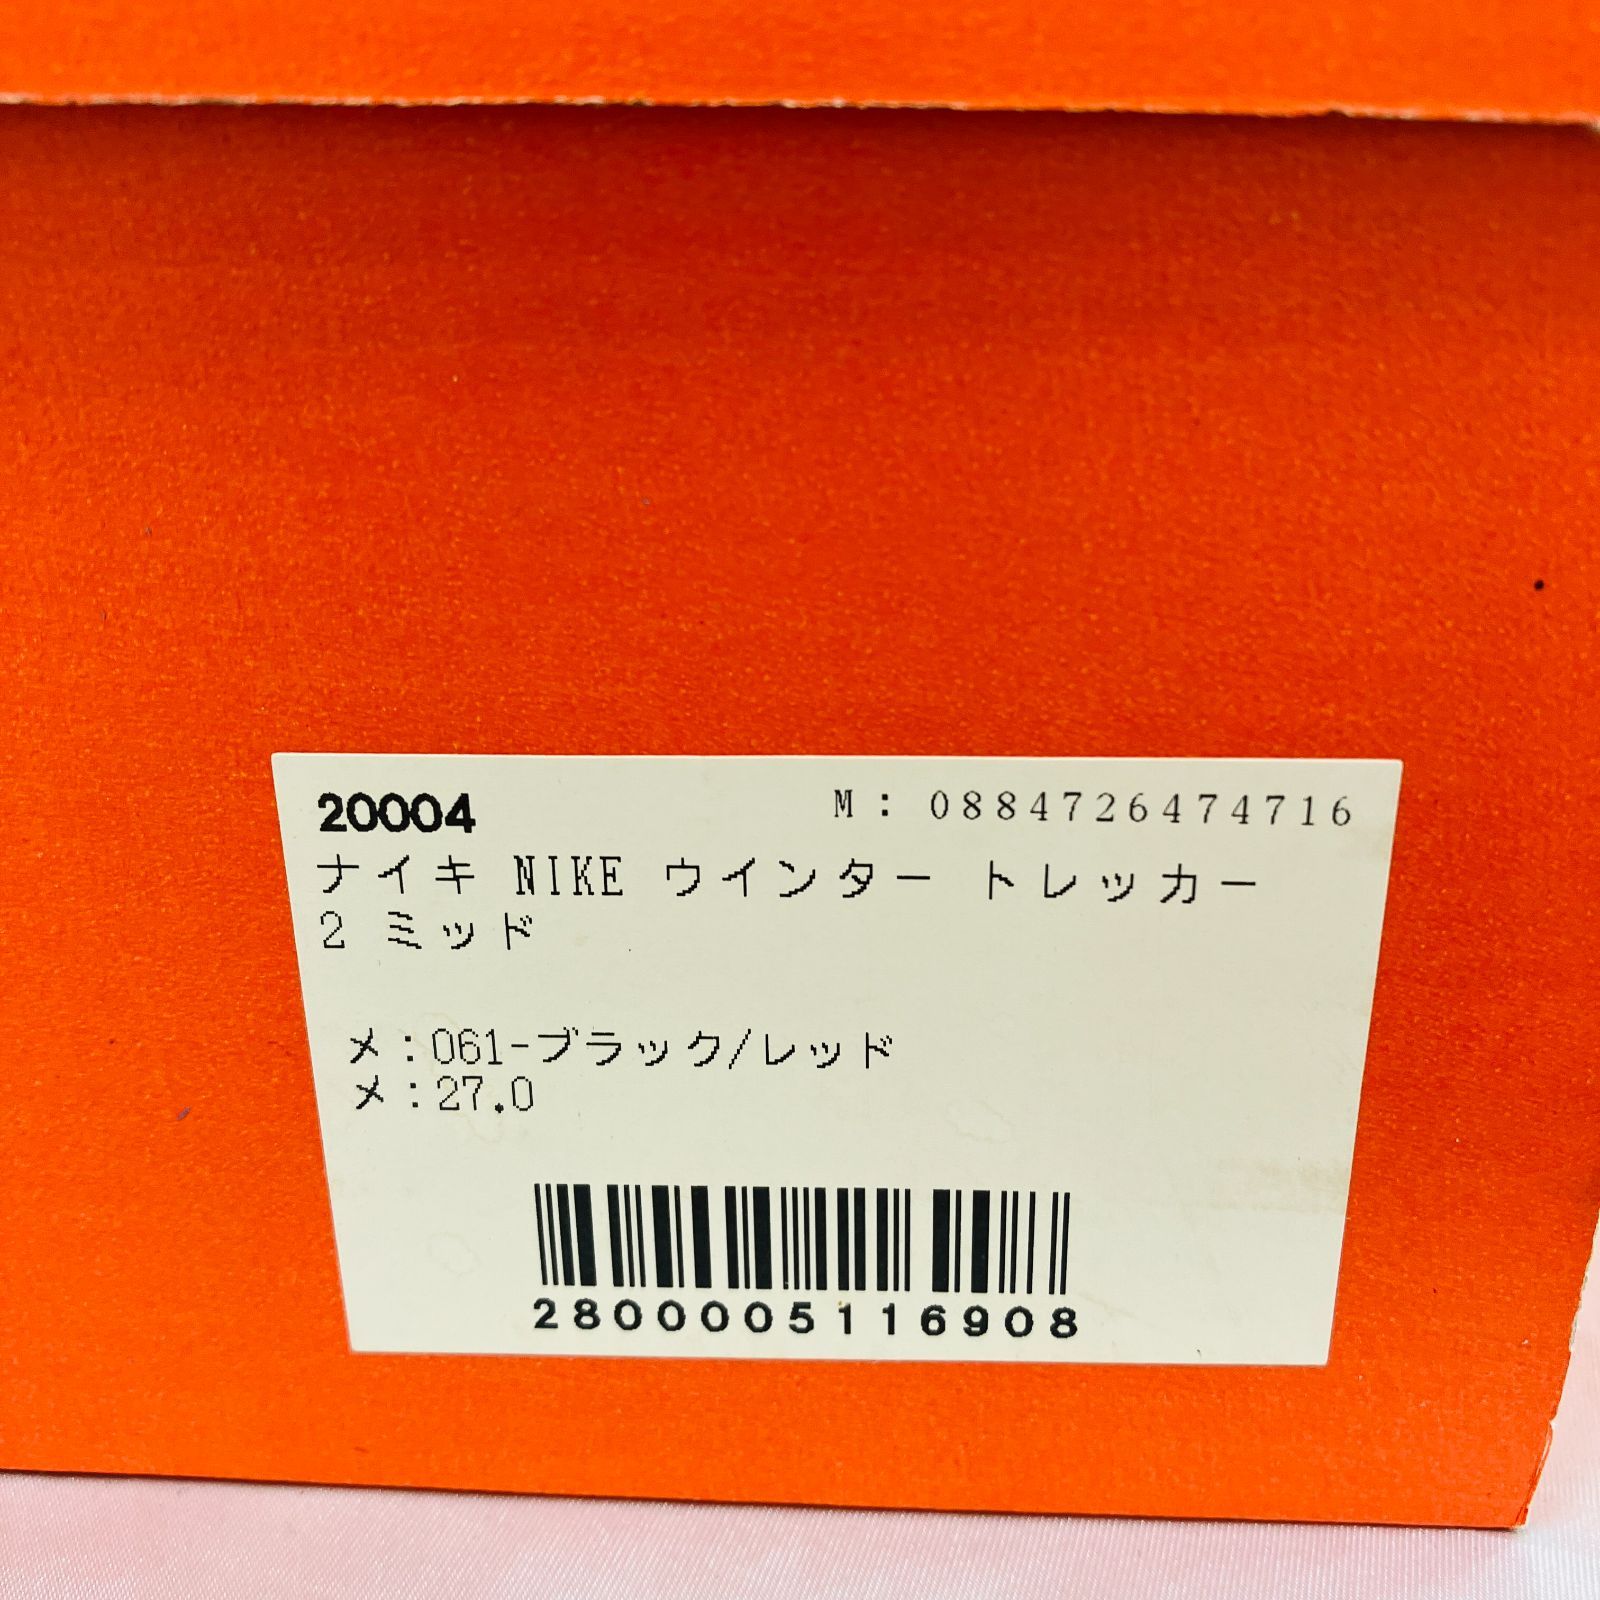 20004 M: 0884726474716
ナイキ NIKE ウインター トレッカー
2 ミッド
メ:061-ブラック/レッド
メ:27.0
2800005116908